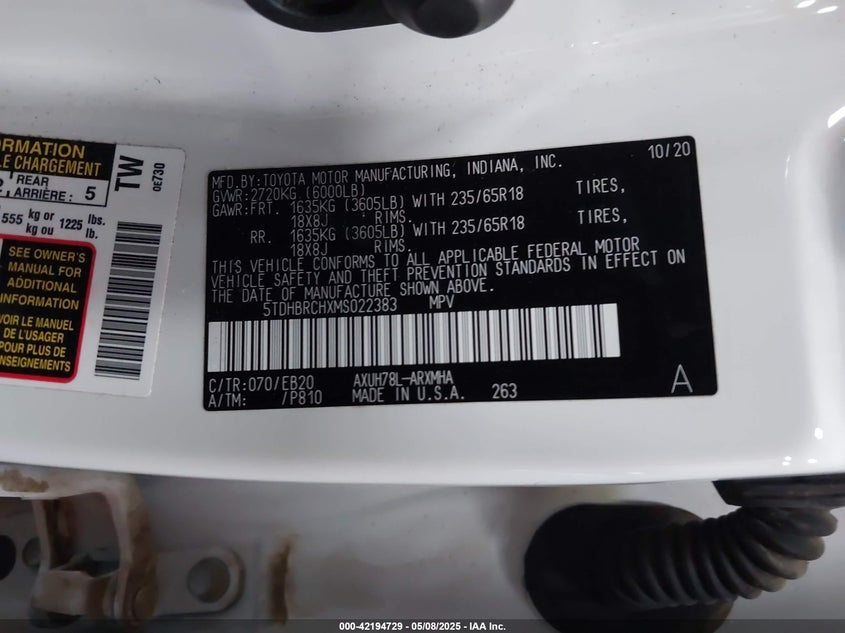 ORMATION
LE CHARGEMENT
REAR
ARRIÈRE: 5
555 kg or 1225 lbs.
kg ou lb.
SEE OWNER'S
MANUAL FOR
ADDITIONAL
INFORMATION
VOIR LE MANUEL
DE L'USAGER
POUR PLUS DE
ENSEIGNEMENTS
TW
0E730
MFD.BY:TOYOTA MOTOR MANUFACTURING, INDIANA, INC. 10/20
GVWR:2720KG (6000LB)
GAWR:FRT. 1635KG (3605LB) WITH 235/65R18 TIRES,
18X8J RIMS.
RR. 1635KG (3605LB) WITH 235/65R18 TIRES,
18X8J RIMS.
THIS VEHICLE CONFORMS TO ALL APPLICABLE FEDERAL MOTOR
VEHICLE SAFETY AND THEFT PREVENTION STANDARDS IN EFFECT ON
THE DATE OF MANUFACTURE SHOWN ABOVE.
5TDHBRCHXMS022383 MPV
C/TR:070/EB20 AXUH78L-ARXMHA
A/TM: /P810 MADE IN U.S.A. 263
A
000-42194729 - 05/08/2025 - IAA Inc.